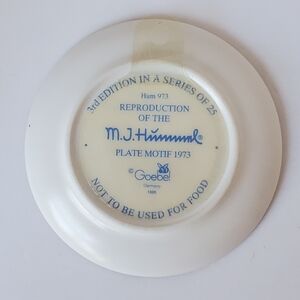 3rd EDITION IN A SERIES OF 25
Hum 973
REPRODUCTION
OF THE
M.J.Hümmel®
PLATE MOTIF 1973
© Goebel
Germany
NOT TO BE USED FOR FOOD